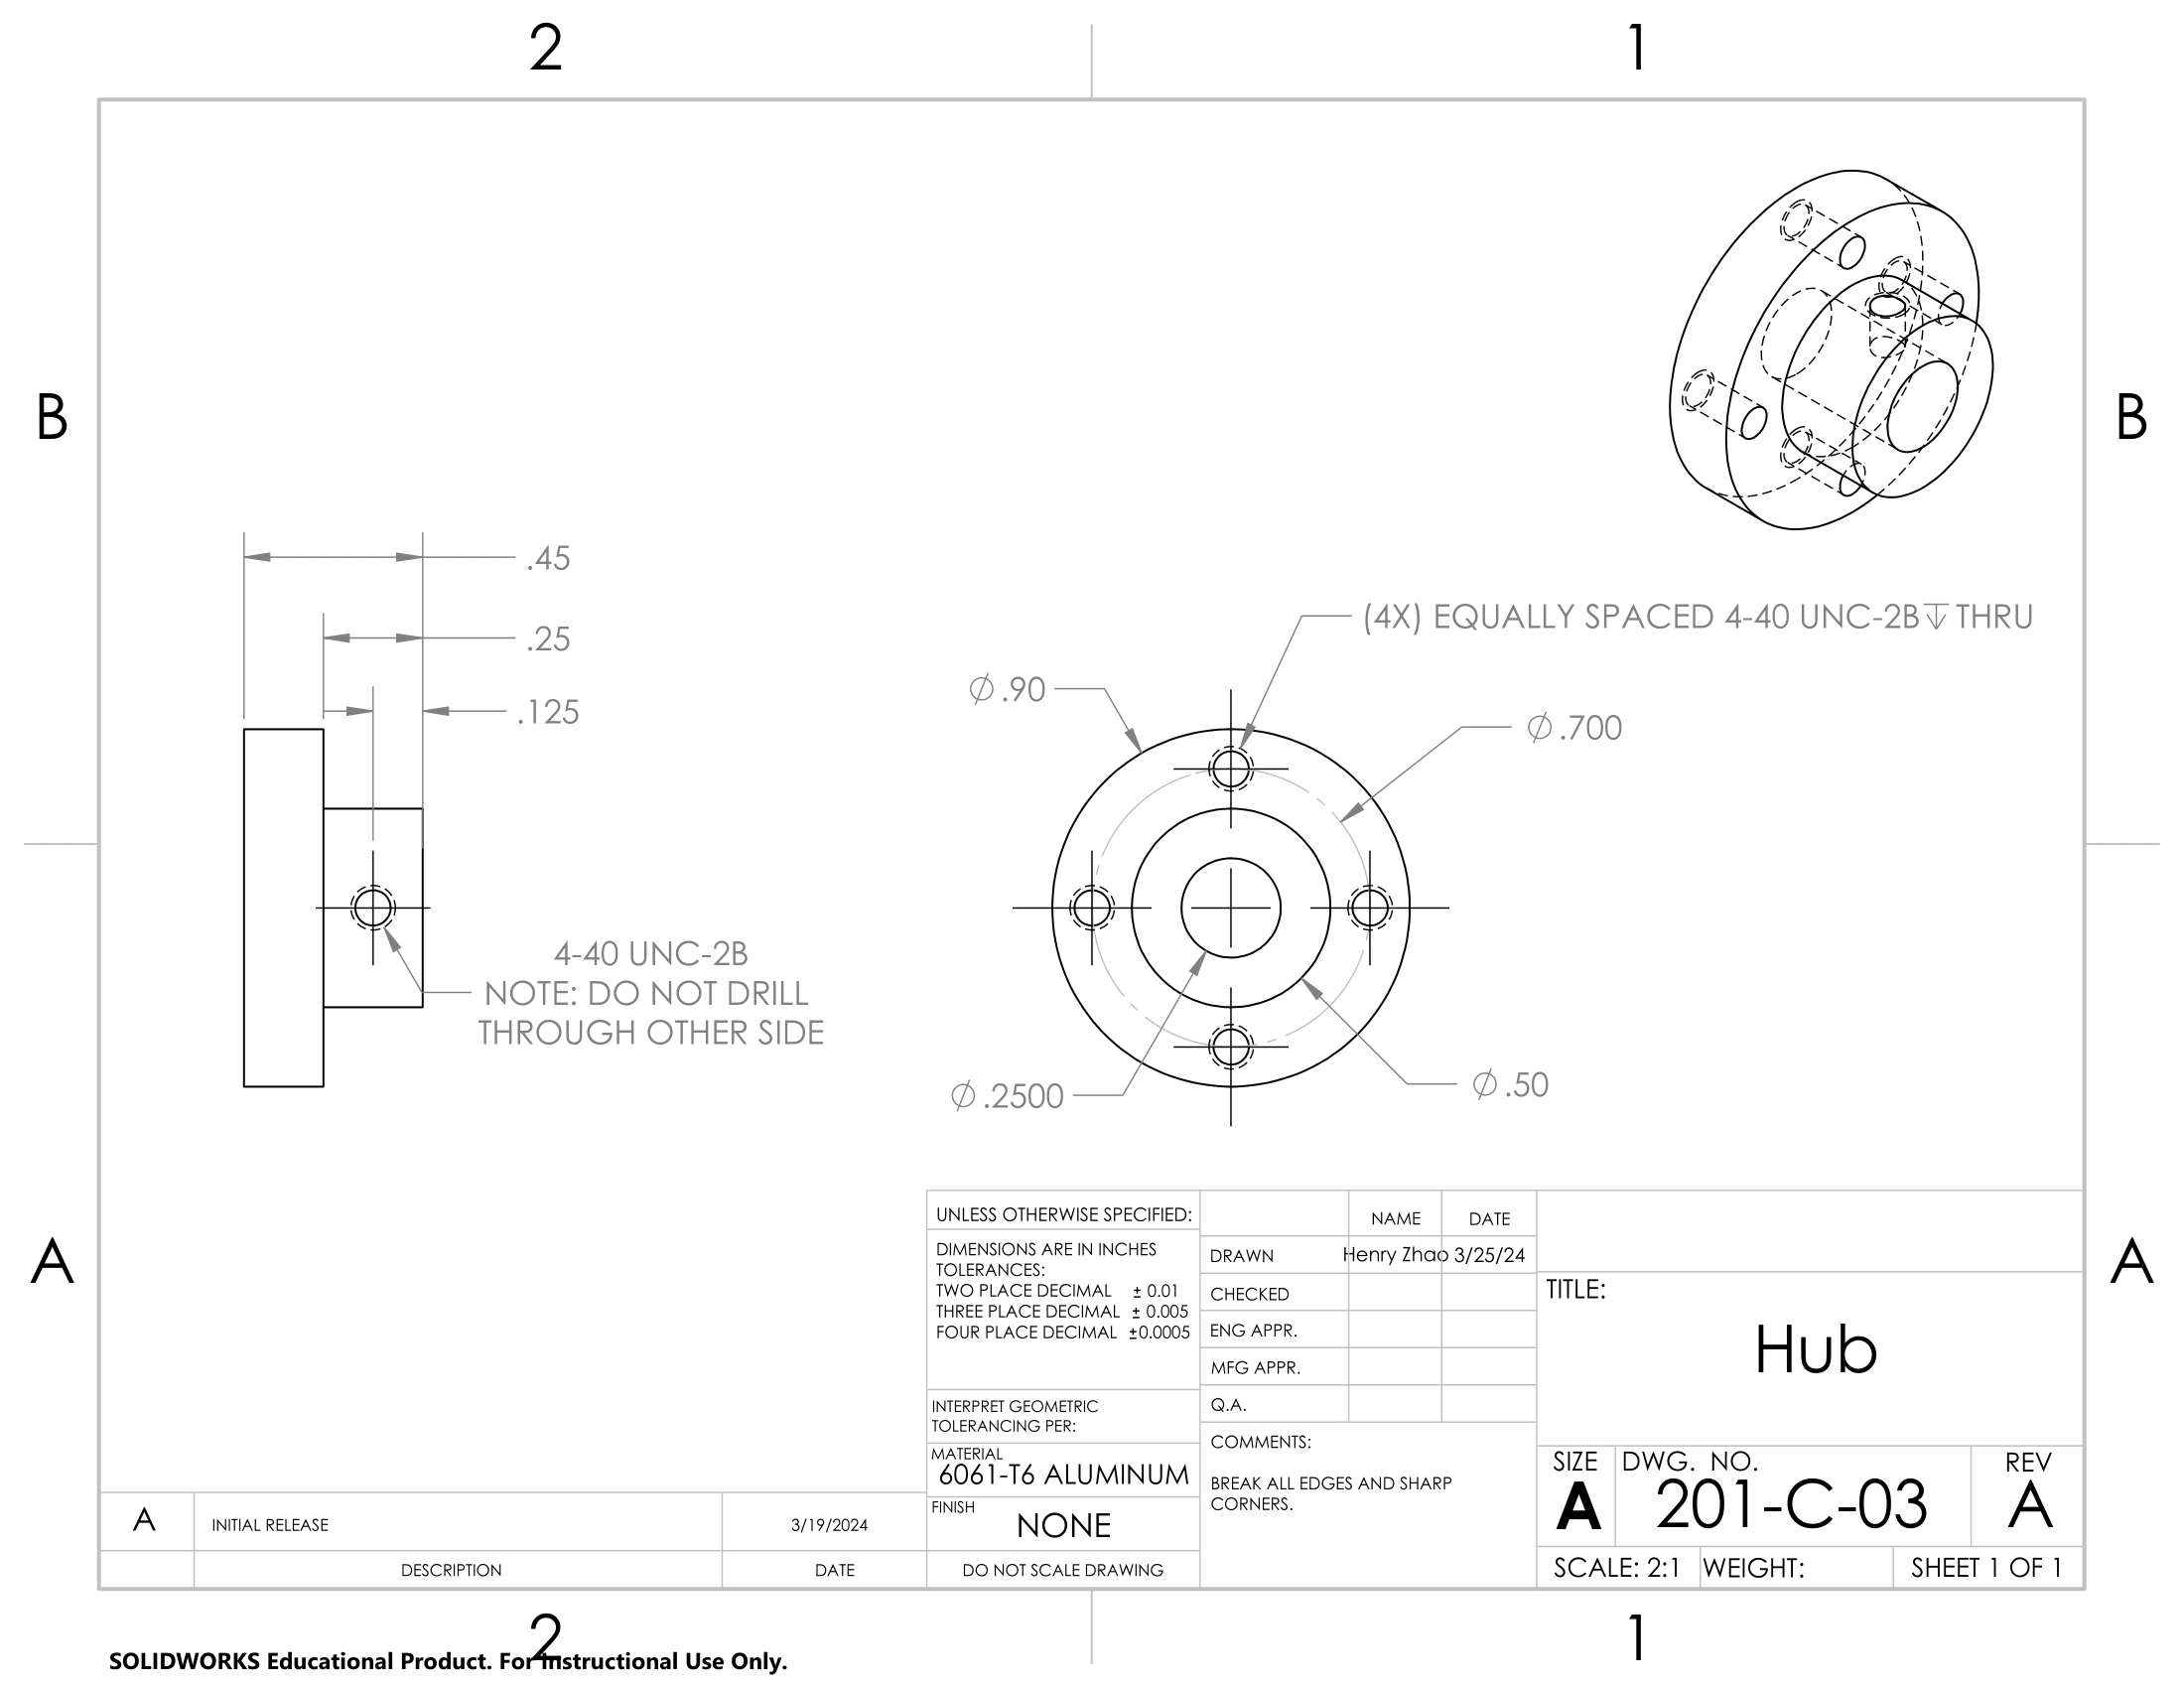 2
1
B
B
.45
.25
.125
(4X) EQUALLY SPACED 4-40 UNC-2B↧THRU
⌀.90
⌀.700
4-40 UNC-2B
NOTE: DO NOT DRILL
THROUGH OTHER SIDE
⌀.2500
⌀.50
A
A
UNLESS OTHERWISE SPECIFIED:
DIMENSIONS ARE IN INCHES
TOLERANCES:
TWO PLACE DECIMAL ± 0.01
THREE PLACE DECIMAL ± 0.005
FOUR PLACE DECIMAL ±0.0005
INTERPRET GEOMETRIC
TOLERANCING PER:
MATERIAL
6061-T6 ALUMINUM
FINISH
NONE
DO NOT SCALE DRAWING
NAME DATE
DRAWN Henry Zhao 3/25/24
CHECKED
ENG APPR.
MFG APPR.
Q.A.
COMMENTS:
BREAK ALL EDGES AND SHARP
CORNERS.
TITLE:
Hub
SIZE
A
DWG. NO.
201-C-03
REV
A
SCALE: 2:1 WEIGHT: SHEET 1 OF 1
A INITIAL RELEASE 3/19/2024
DESCRIPTION DATE
2
1
SOLIDWORKS Educational Product. For Instructional Use Only.